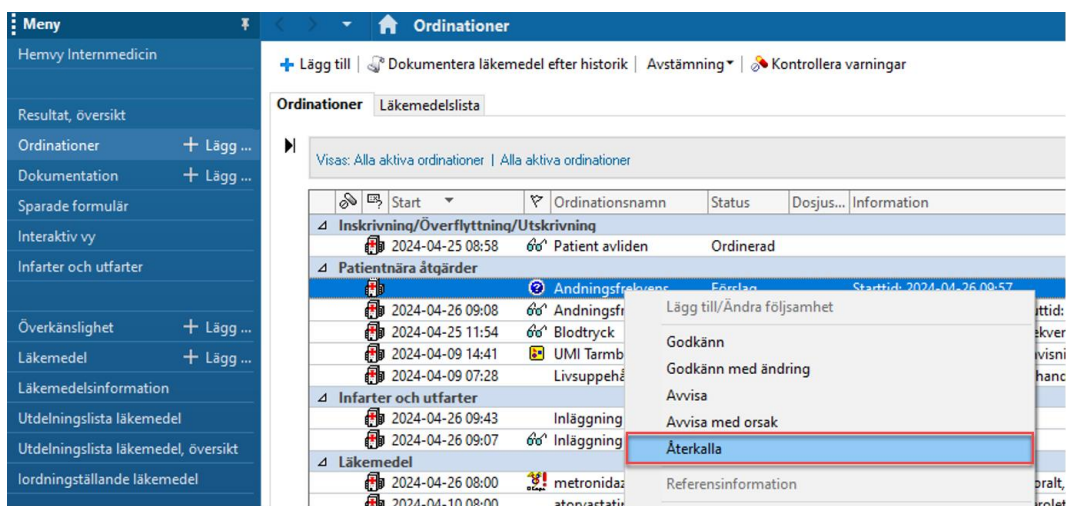 Meny
Ordinationer
Hemvy Internmedicin
Lägg till Dokumentera läkemedel efter historik Avstämning Kontrollera varningar
Ordinationer Läkemedelslista
Resultat, översikt
Ordinationer + Lägg ...
Visas: Alla aktiva ordinationer | Alla aktiva ordinationer
Dokumentation + Lägg ...
Sparade formulär
Start Ordinationsnamn Status Dosjus... Information
Interaktiv vy
Inskrivning/Överflyttning/Utskrivning
2024-04-25 08:58 Patient avliden Ordinerad
Infarter och utfarter
Patientnära åtgärder
Andningsfrekvens Förslag Starttid: 2024-04-26 09:57
2024-04-26 09:08
Lägg till/Ändra följsamhet
Överkänslighet + Lägg ...
2024-04-25 11:54 Blodtryck
Godkänn
Läkemedel + Lägg ...
2024-04-09 14:41 UMI Tarmb
Godkänn med ändring
2024-04-09 07:28
Läkemedelsinformation
Avvisa
Infarter och utfarter
Utdelningslista läkemedel
2024-04-26 09:43 Inläggning
Avvisa med orsak
2024-04-26 09:07 Inläggning
Återkalla
Utdelningslista läkemedel, översikt
Läkemedel
Iordningställande läkemedel
2024-04-26 08:00
Referensinformation
2024-04-10 08:00